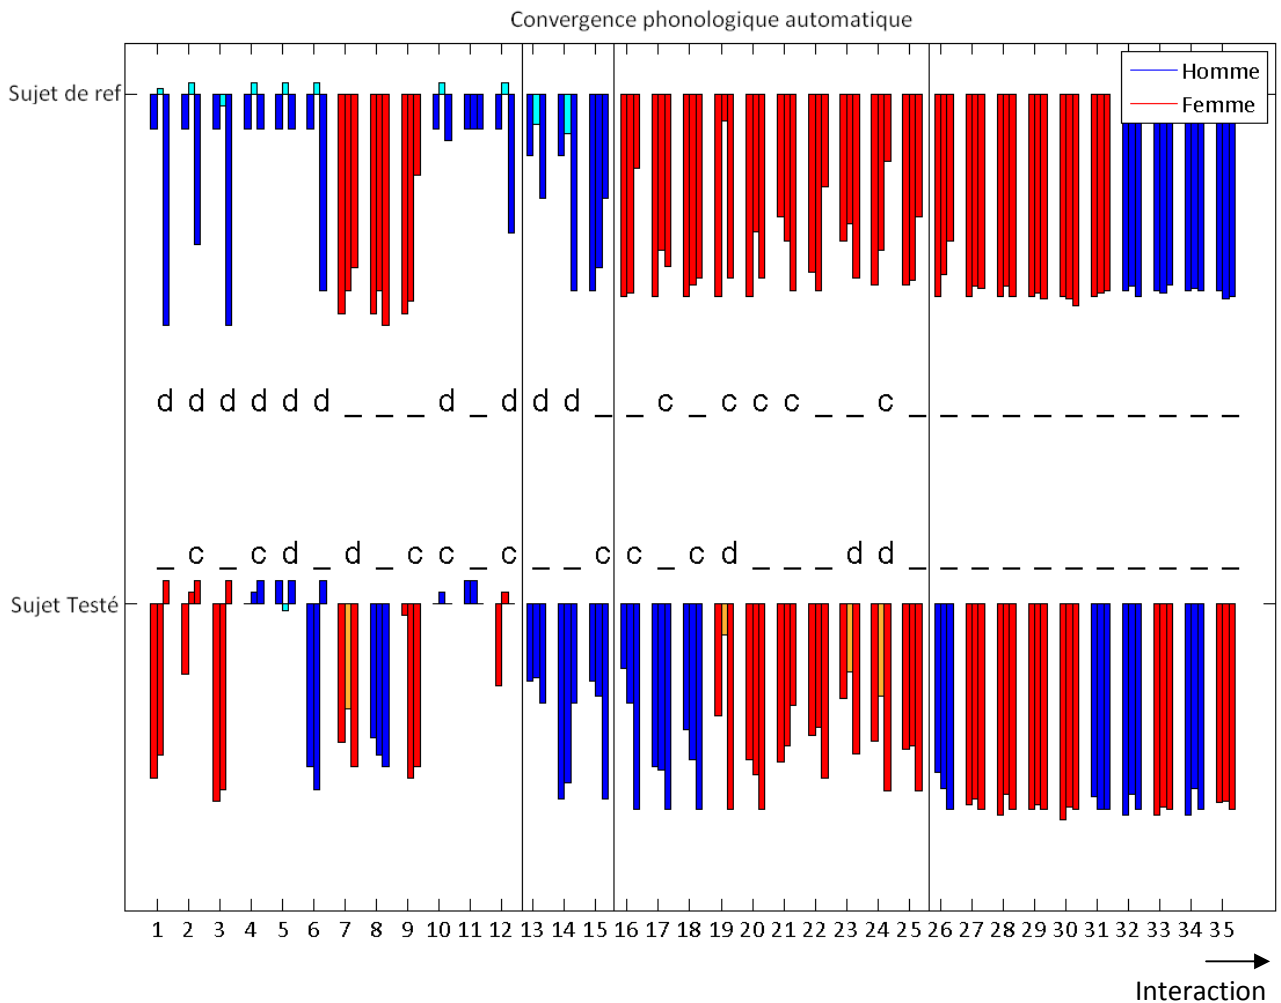 Convergence phonologique automatique
Homme
Femme
Sujet de ref
d d d d d d _ _ _ d _ d d d _ _ c _ c c c _ _ c _ _ _ _ _ _ _ _ _ _ _
_ c _ c d _ d _ c c _ c _ _ c c _ c d _ _ _ d d _ _ _ _ _ _ _ _ _ _ _
Sujet Testé
1 2 3 4 5 6 7 8 9 10 11 12 13 14 15 16 17 18 19 20 21 22 23 24 25 26 27 28 29 30 31 32 33 34 35
Interaction